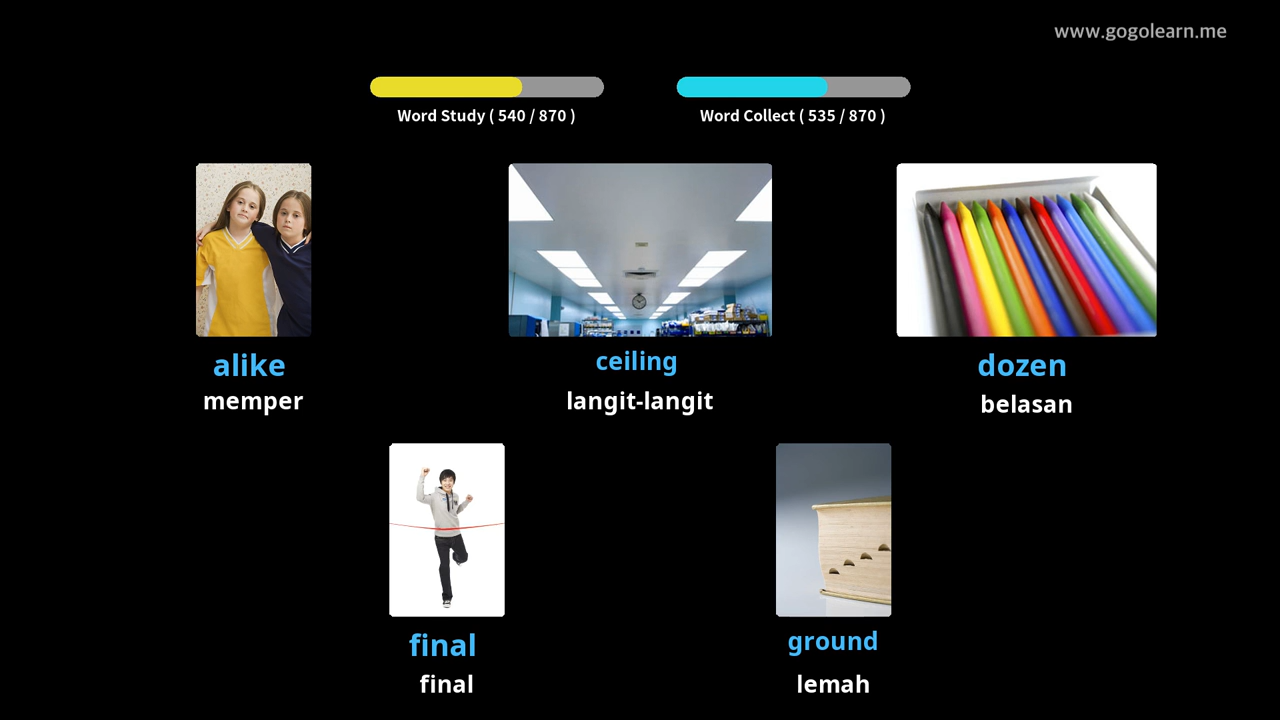 www.gogolearn.me
Word Study ( 540 / 870 )
Word Collect ( 535 / 870 )
alike
memper
ceiling
langit-langit
dozen
belasan
final
final
ground
lemah